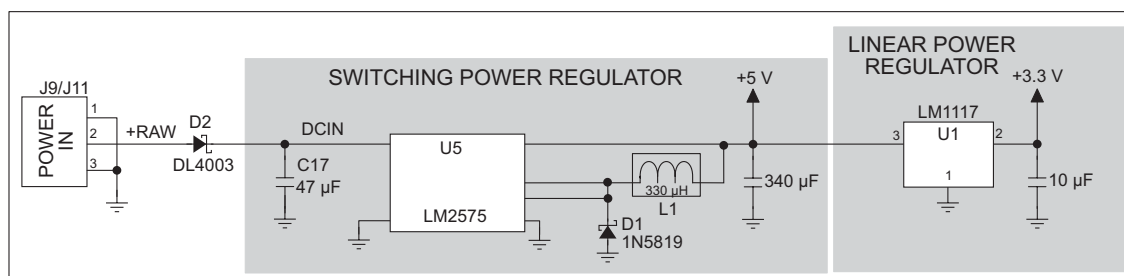 J9/J11
POWER
IN
1
2
3
+RAW
D2
DL4003
SWITCHING POWER REGULATOR
DCIN
C17
47 µF
U5
LM2575
330 µH
L1
D1
1N5819
+5 V
340 µF
LINEAR POWER
REGULATOR
+3.3 V
LM1117
3
U1
2
1
10 µF